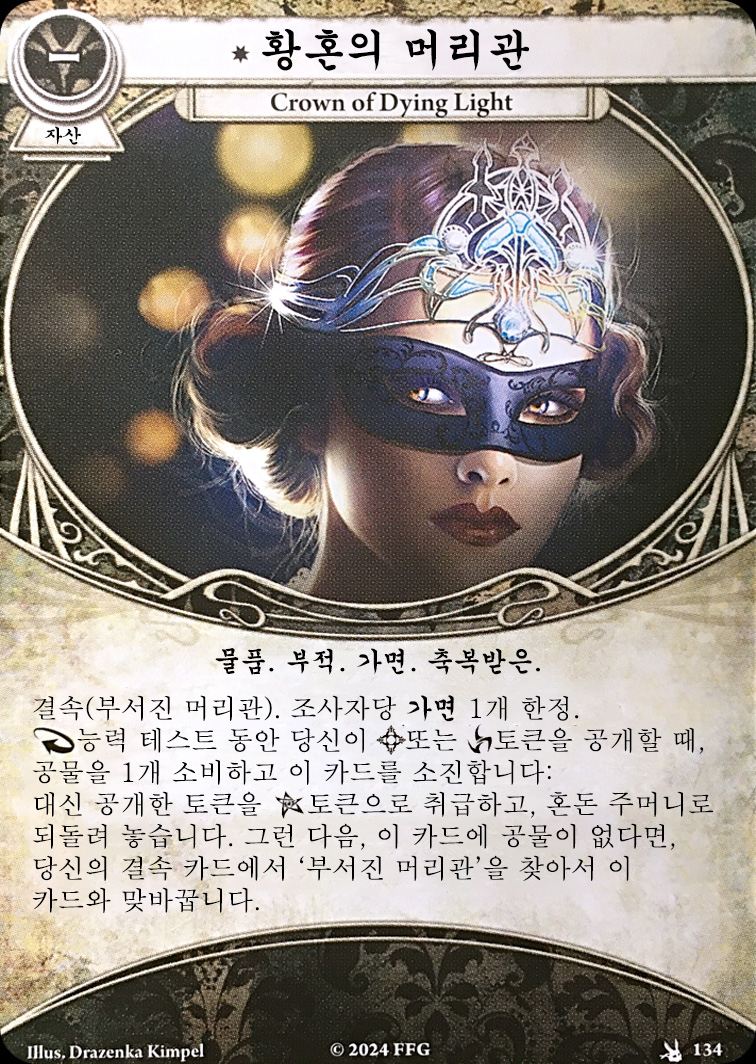 황혼의 머리관
Crown of Dying Light
자산
물품. 부적. 가면. 축복받은.
결속(부서진 머리관). 조사자당 가면 1개 한정.
능력 테스트 동안 당신이 또는 토큰을 공개할 때,
공물을 1개 소비하고 이 카드를 소진합니다:
대신 공개한 토큰을 토큰으로 취급하고, 혼돈 주머니로
되돌려 놓습니다. 그런 다음, 이 카드에 공물이 없다면,
당신의 결속 카드에서 ‘부서진 머리관’을 찾아서 이
카드와 맞바꿉니다.
Illus. Drazenka Kimpel
© 2024 FFG
134